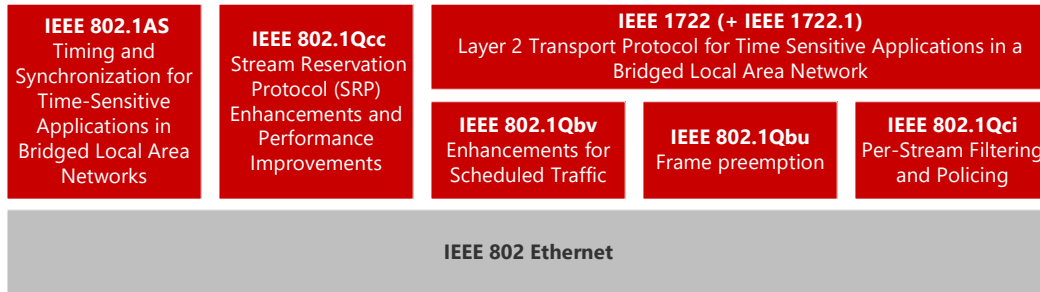 IEEE 802.1AS
Timing and
Synchronization for
Time-Sensitive
Applications in
Bridged Local Area
Networks
IEEE 802.1Qcc
Stream Reservation
Protocol (SRP)
Enhancements and
Performance
Improvements
IEEE 1722 (+ IEEE 1722.1)
Layer 2 Transport Protocol for Time Sensitive Applications in a
Bridged Local Area Network
IEEE 802.1Qbv
Enhancements for
Scheduled Traffic
IEEE 802.1Qbu
Frame preemption
IEEE 802.1Qci
Per-Stream Filtering
and Policing
IEEE 802 Ethernet